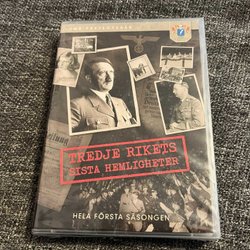 TREDJE RIKETS
SISTA HEMLIGHETER
HELA FÖRSTA SÄSONGEN